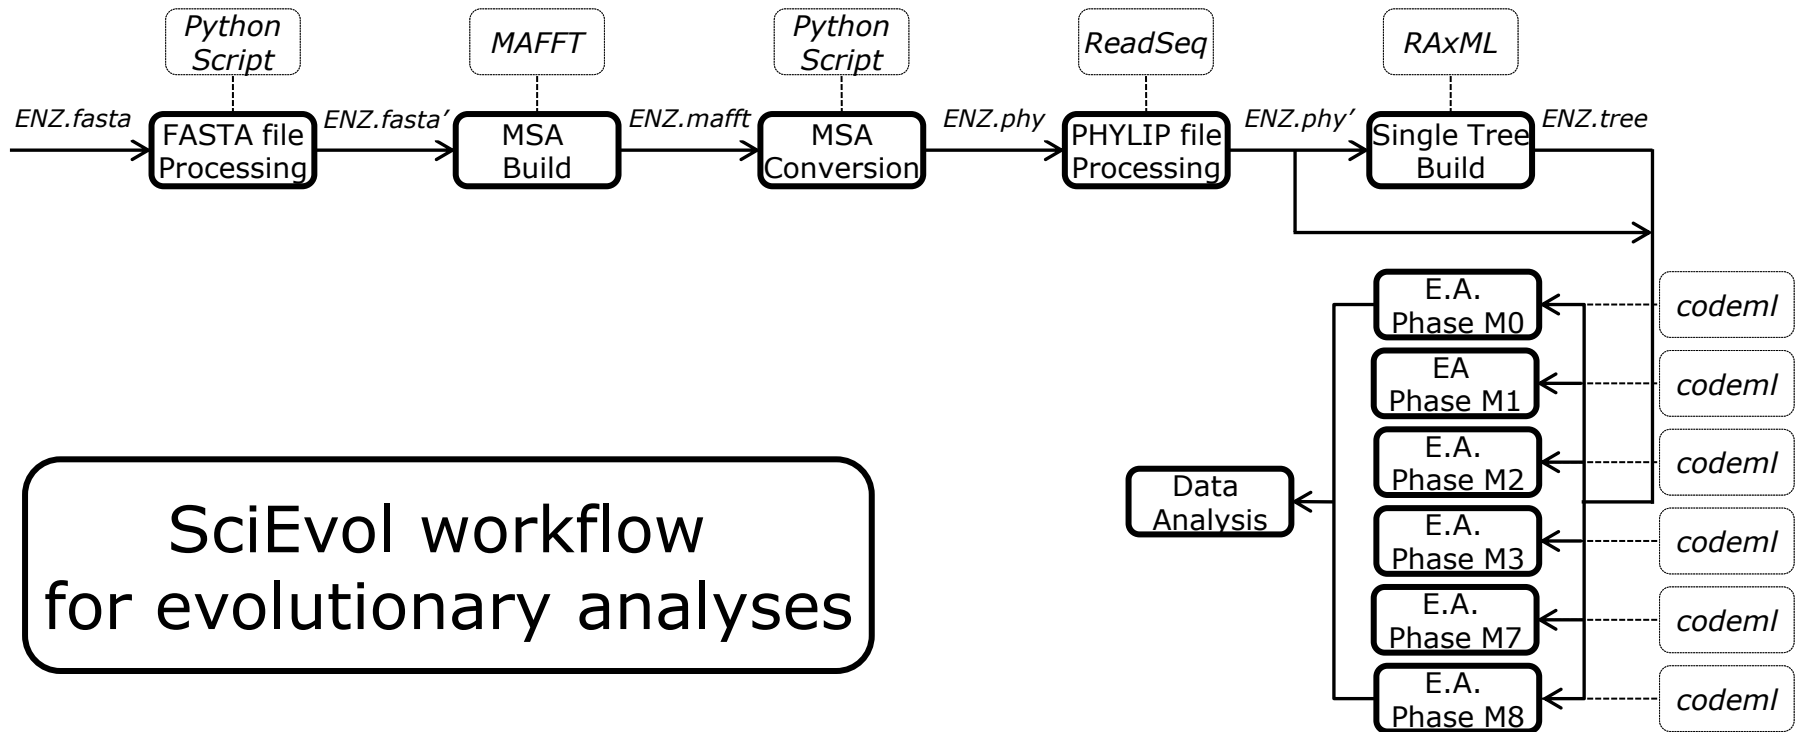 Python
Script
MAFFT
Python
Script
ReadSeq
RAxML
ENZ.fasta
FASTA file
Processing
ENZ.fasta’
MSA
Build
ENZ.mafft
MSA
Conversion
ENZ.phy
PHYLIP file
Processing
ENZ.phy’
Single Tree
Build
ENZ.tree
E.A.
Phase M0
codeml
EA
Phase M1
codeml
E.A.
Phase M2
codeml
Data
Analysis
E.A.
Phase M3
codeml
E.A.
Phase M7
codeml
E.A.
Phase M8
codeml
SciEvol workflow
for evolutionary analyses